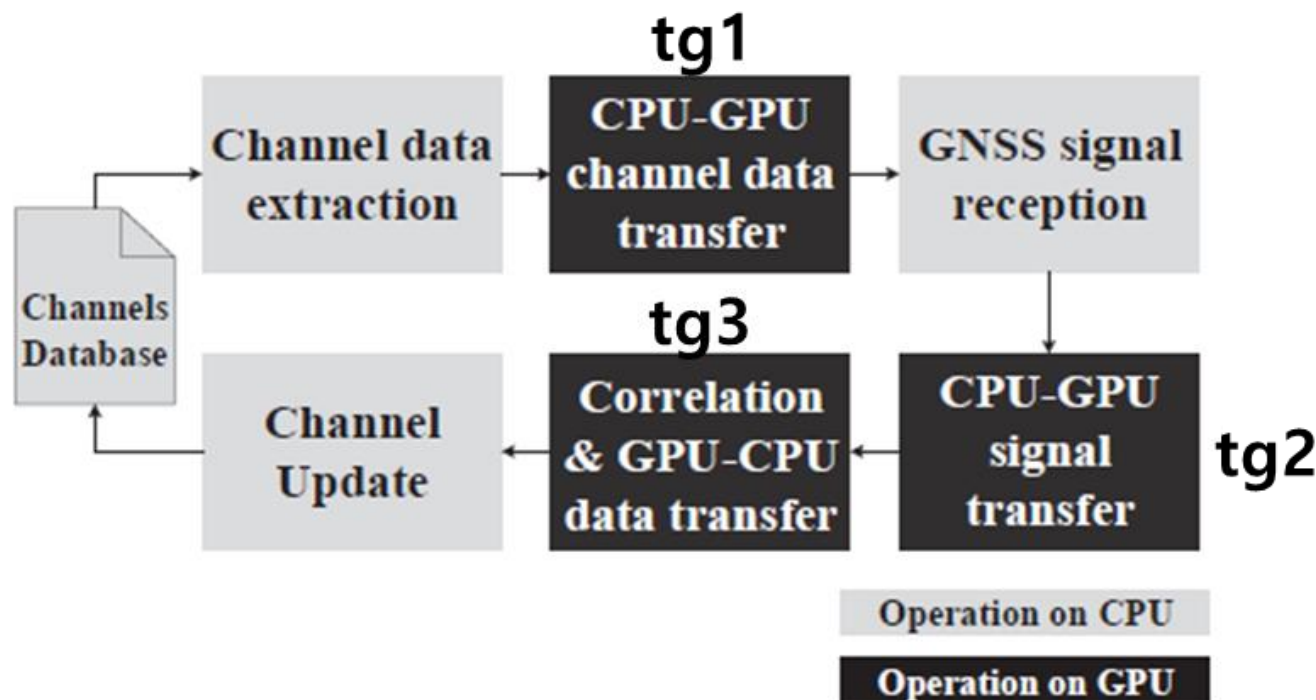 tg1
Channel data
extraction
CPU-GPU
channel data
transfer
GNSS signal
reception
Channels
Database
tg3
Channel
Update
Correlation
& GPU-CPU
data transfer
CPU-GPU
signal
transfer
tg2
Operation on CPU
Operation on GPU